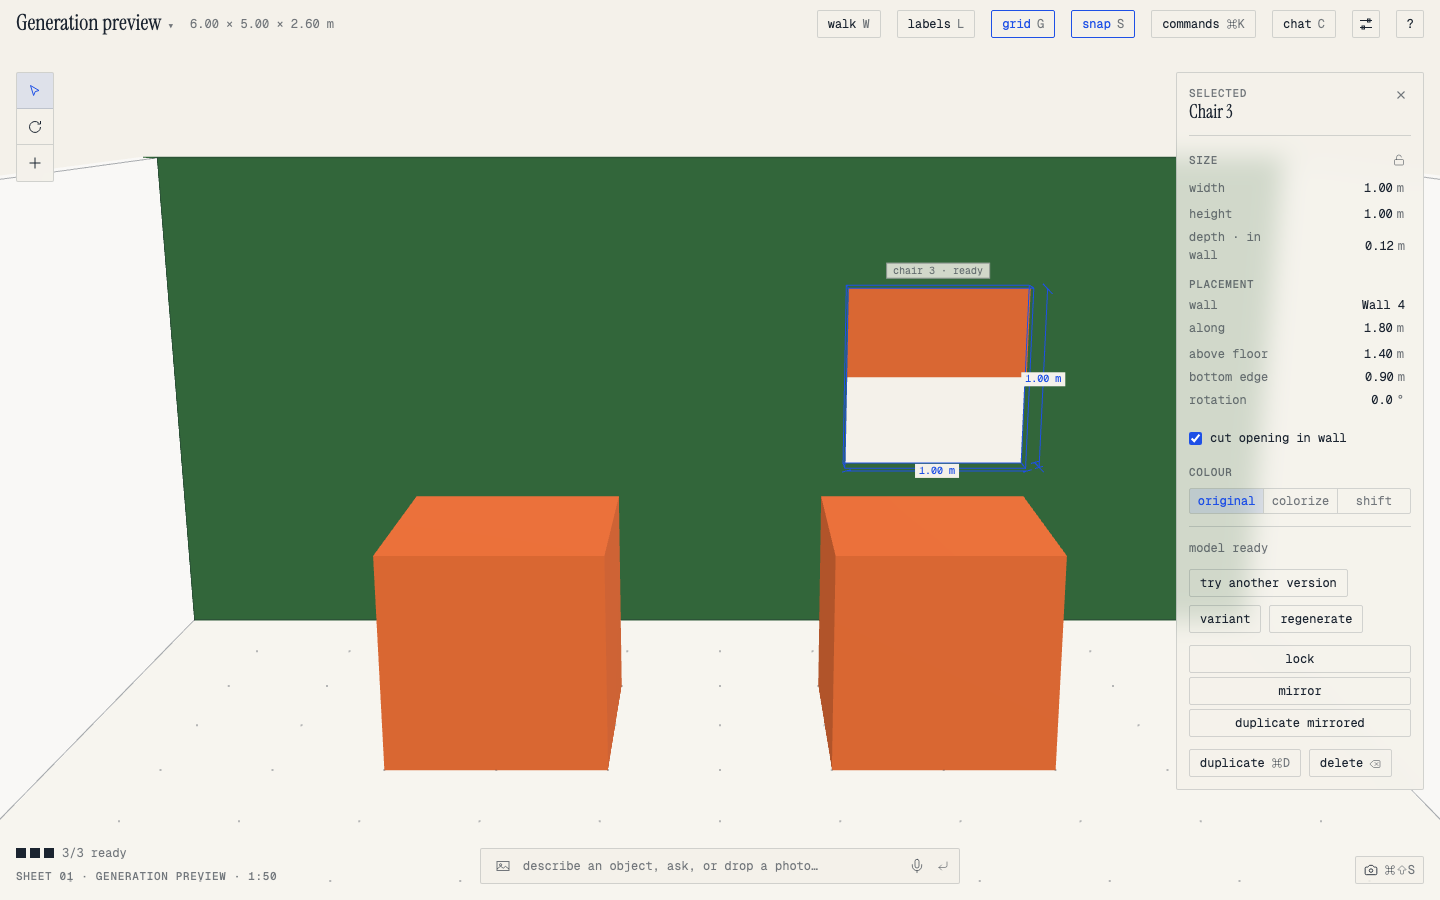 Generation preview ▾ 6.00 × 5.00 × 2.60 m
walk W
labels L
grid G
snap S
commands ⌘K
chat C
?
SELECTED
Chair 3
SIZE
width 1.00 m
height 1.00 m
depth · in wall 0.12 m
PLACEMENT
wall Wall 4
along 1.80 m
above floor 1.40 m
bottom edge 0.90 m
rotation 0.0 °
cut opening in wall
COLOUR
original colorize shift
model ready
try another version
variant regenerate
lock
mirror
duplicate mirrored
duplicate ⌘D delete ⌫
chair 3 · ready
1.00 m
1.00 m
3/3 ready
SHEET 01 · GENERATION PREVIEW · 1:50
describe an object, ask, or drop a photo…
⌘⇧S